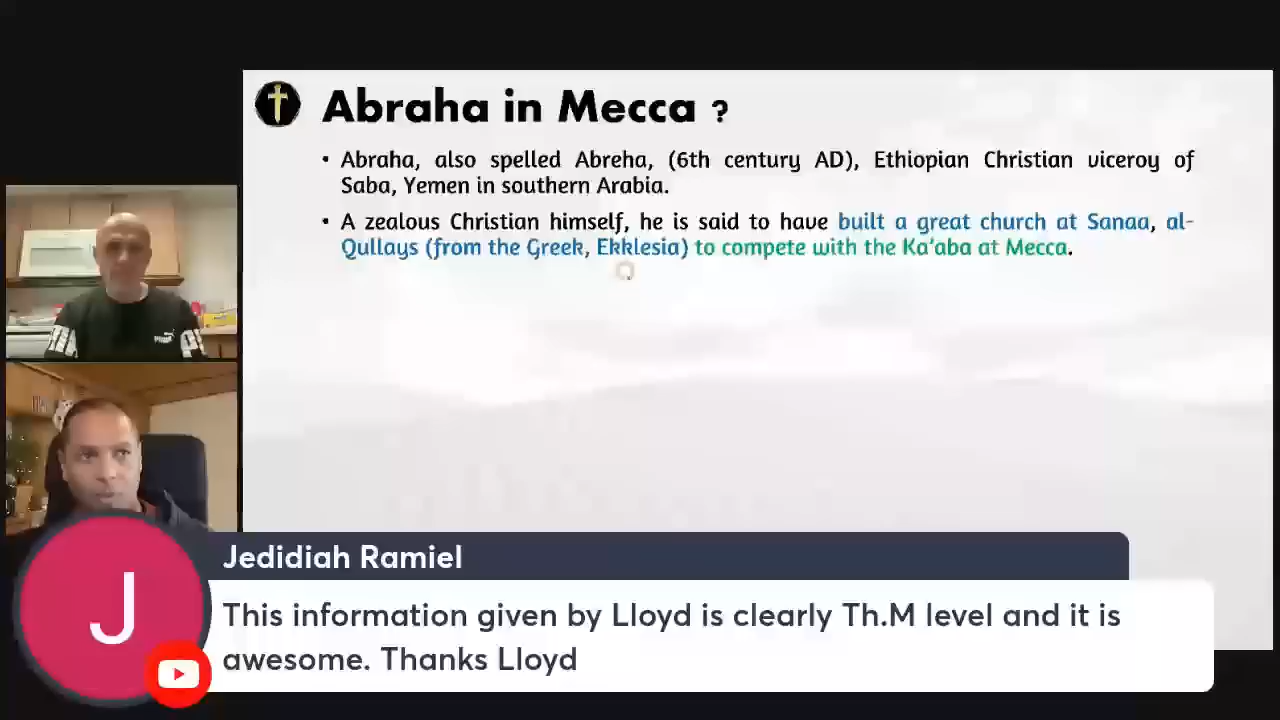 Abraha in Mecca ?
• Abraha, also spelled Abreha, (6th century AD), Ethiopian Christian viceroy of
Saba, Yemen in southern Arabia.
• A zealous Christian himself, he is said to have built a great church at Sanaa, al-
Qullays (from the Greek, Ekklesia) to compete with the Ka'aba at Mecca.
PUMA
J
Jedidiah Ramiel
This information given by Lloyd is clearly Th.M level and it is
awesome. Thanks Lloyd